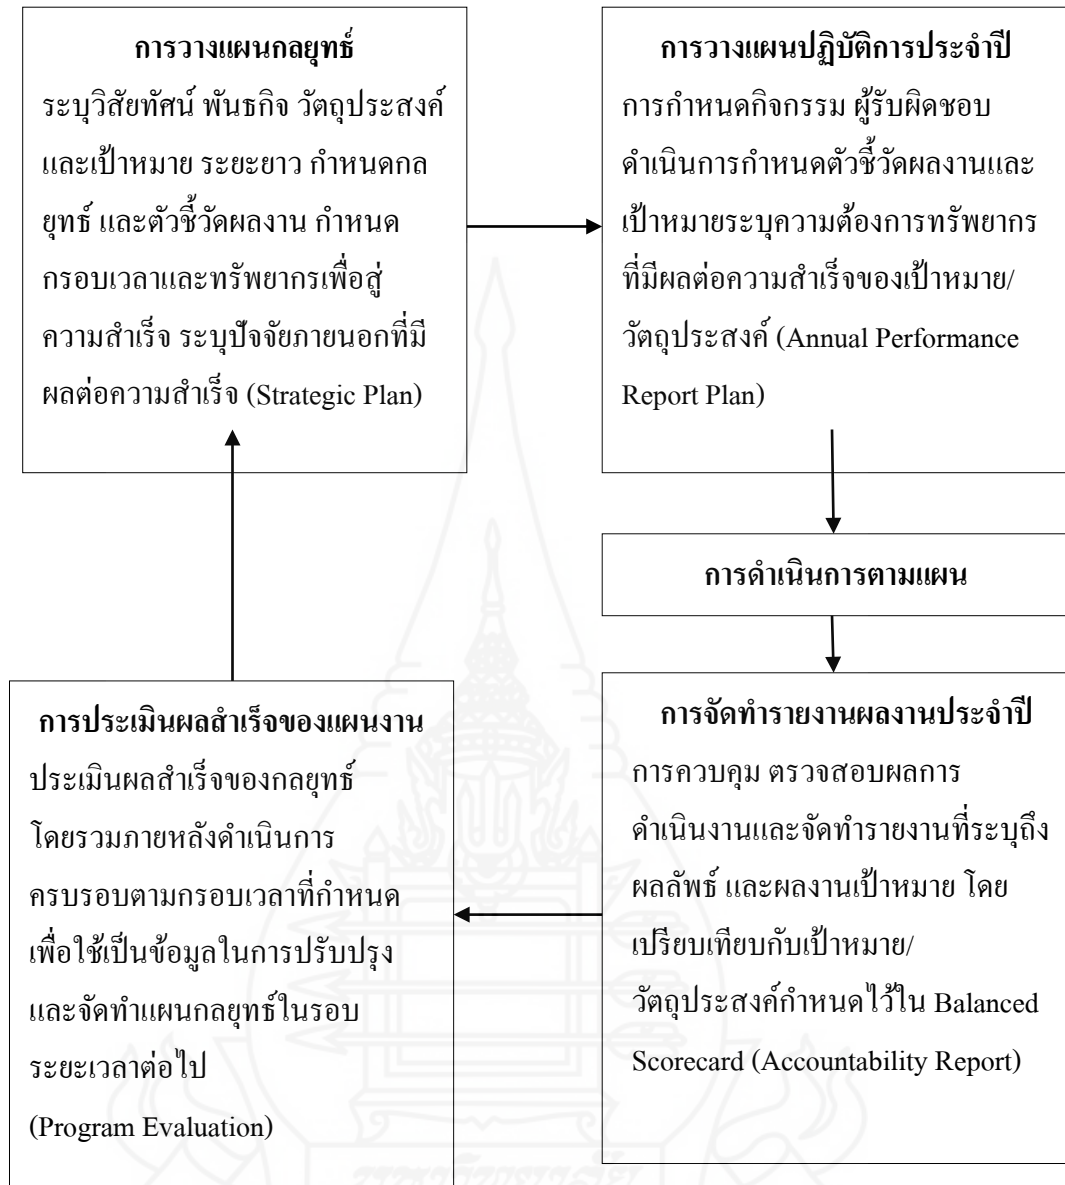 การวางแผนกลยุทธ์
ระบุวิสัยทัศน์ พันธกิจ วัตถุประสงค์
และเป้าหมาย ระยะยาว กำหนดกล
ยุทธ์ และตัวชี้วัดผลงาน กำหนด
กรอบเวลาและทรัพยากรเพื่อสู่
ความสำเร็จ ระบุปัจจัยภายนอกที่มี
ผลต่อความสำเร็จ (Strategic Plan)
การวางแผนปฏิบัติการประจำปี
การกำหนดกิจกรรม ผู้รับผิดชอบ
ดำเนินการกำหนดตัวชี้วัดผลงานและ
เป้าหมายระบุความต้องการทรัพยากร
ที่มีผลต่อความสำเร็จของเป้าหมาย/
วัตถุประสงค์ (Annual Performance
Report Plan)
การดำเนินการตามแผน
การจัดทำรายงานผลงานประจำปี
การควบคุม ตรวจสอบผลการ
ดำเนินงานและจัดทำรายงานที่ระบุถึง
ผลลัพธ์ และผลงานเป้าหมาย โดย
เปรียบเทียบกับเป้าหมาย/
วัตถุประสงค์กำหนดไว้ใน Balanced
Scorecard (Accountability Report)
การประเมินผลสำเร็จของแผนงาน
ประเมินผลสำเร็จของกลยุทธ์
โดยรวมภายหลังดำเนินการ
ครบรอบตามกรอบเวลาที่กำหนด
เพื่อใช้เป็นข้อมูลในการปรับปรุง
และจัดทำแผนกลยุทธ์ในรอบ
ระยะเวลาต่อไป
(Program Evaluation)